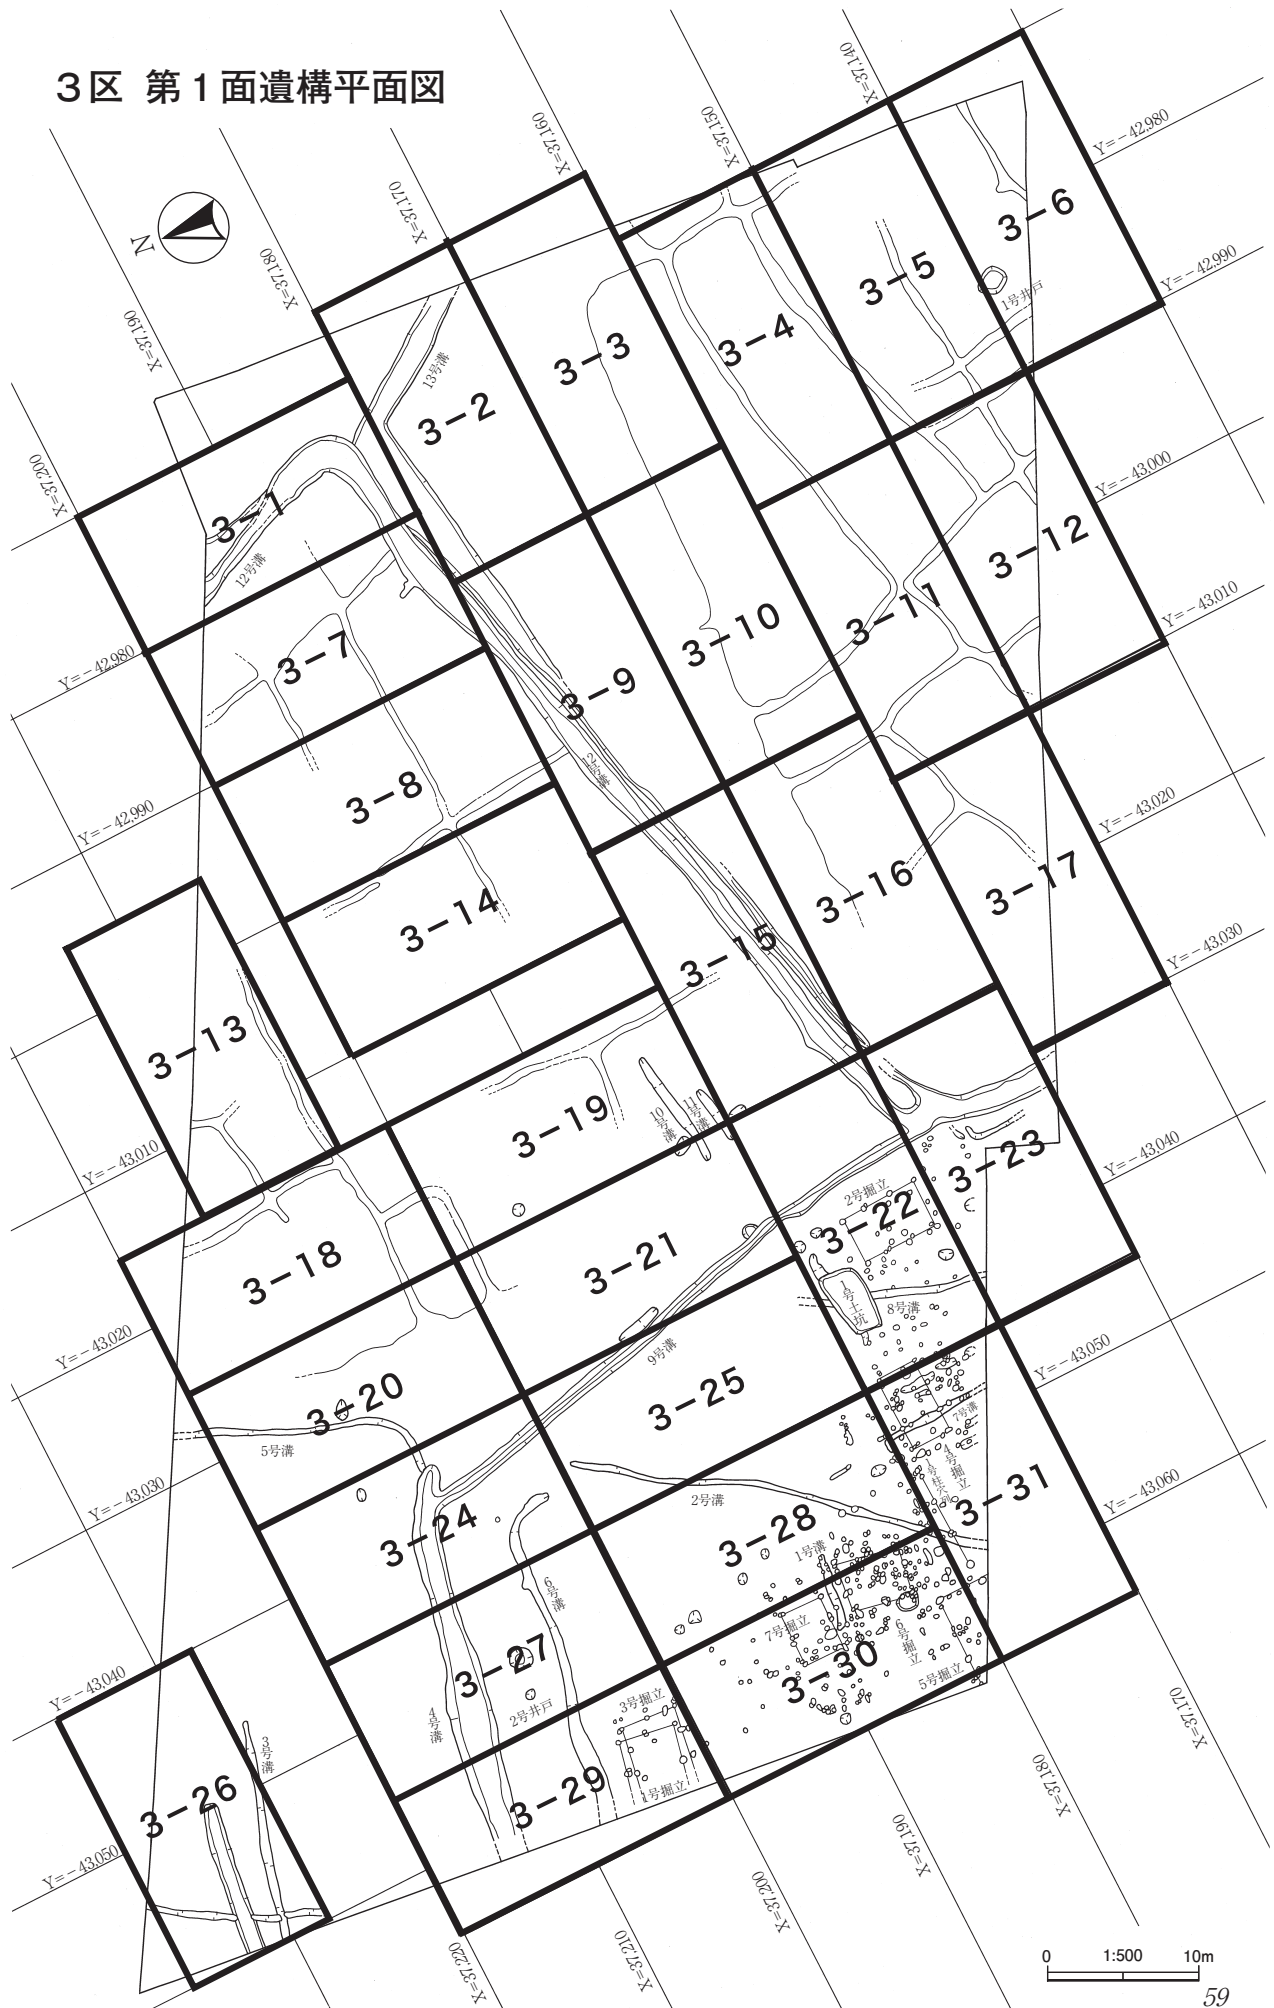 3区 第1面遺構平面図
X=37,140
X=37,150
X=37,160
X=37,170
X=37,180
X=37,190
X=37,200
N
Y=-42,980
Y=-42,990
Y=-43,000
Y=-43,010
Y=-43,020
Y=-43,030
Y=-43,040
Y=-43,050
Y=-43,060
Y=-42,980
Y=-42,990
Y=-43,010
Y=-43,020
Y=-43,030
Y=-43,040
Y=-43,050
3-1
12号溝
3-2
13号溝
3-3
3-4
3-5
3-6
1号井戸
3-7
3-8
3-9
12号溝
3-10
3-11
3-12
3-13
3-14
3-15
3-16
3-17
3-18
3-19
10号溝
11号溝
3-20
5号溝
3-21
9号溝
3-22
2号掘立
1号土坑
8号溝
3-23
3-24
3-25
3-26
3号溝
3-27
4号溝
6号溝
2号井戸
3-28
2号溝
1号溝
3-29
3号掘立
1号掘立
3-30
7号掘立
6号掘立
5号掘立
3-31
7号溝
4号掘立
1号柱穴列
X=37,170
X=37,180
X=37,190
X=37,200
X=37,210
X=37,220
0 1:500 10m
59